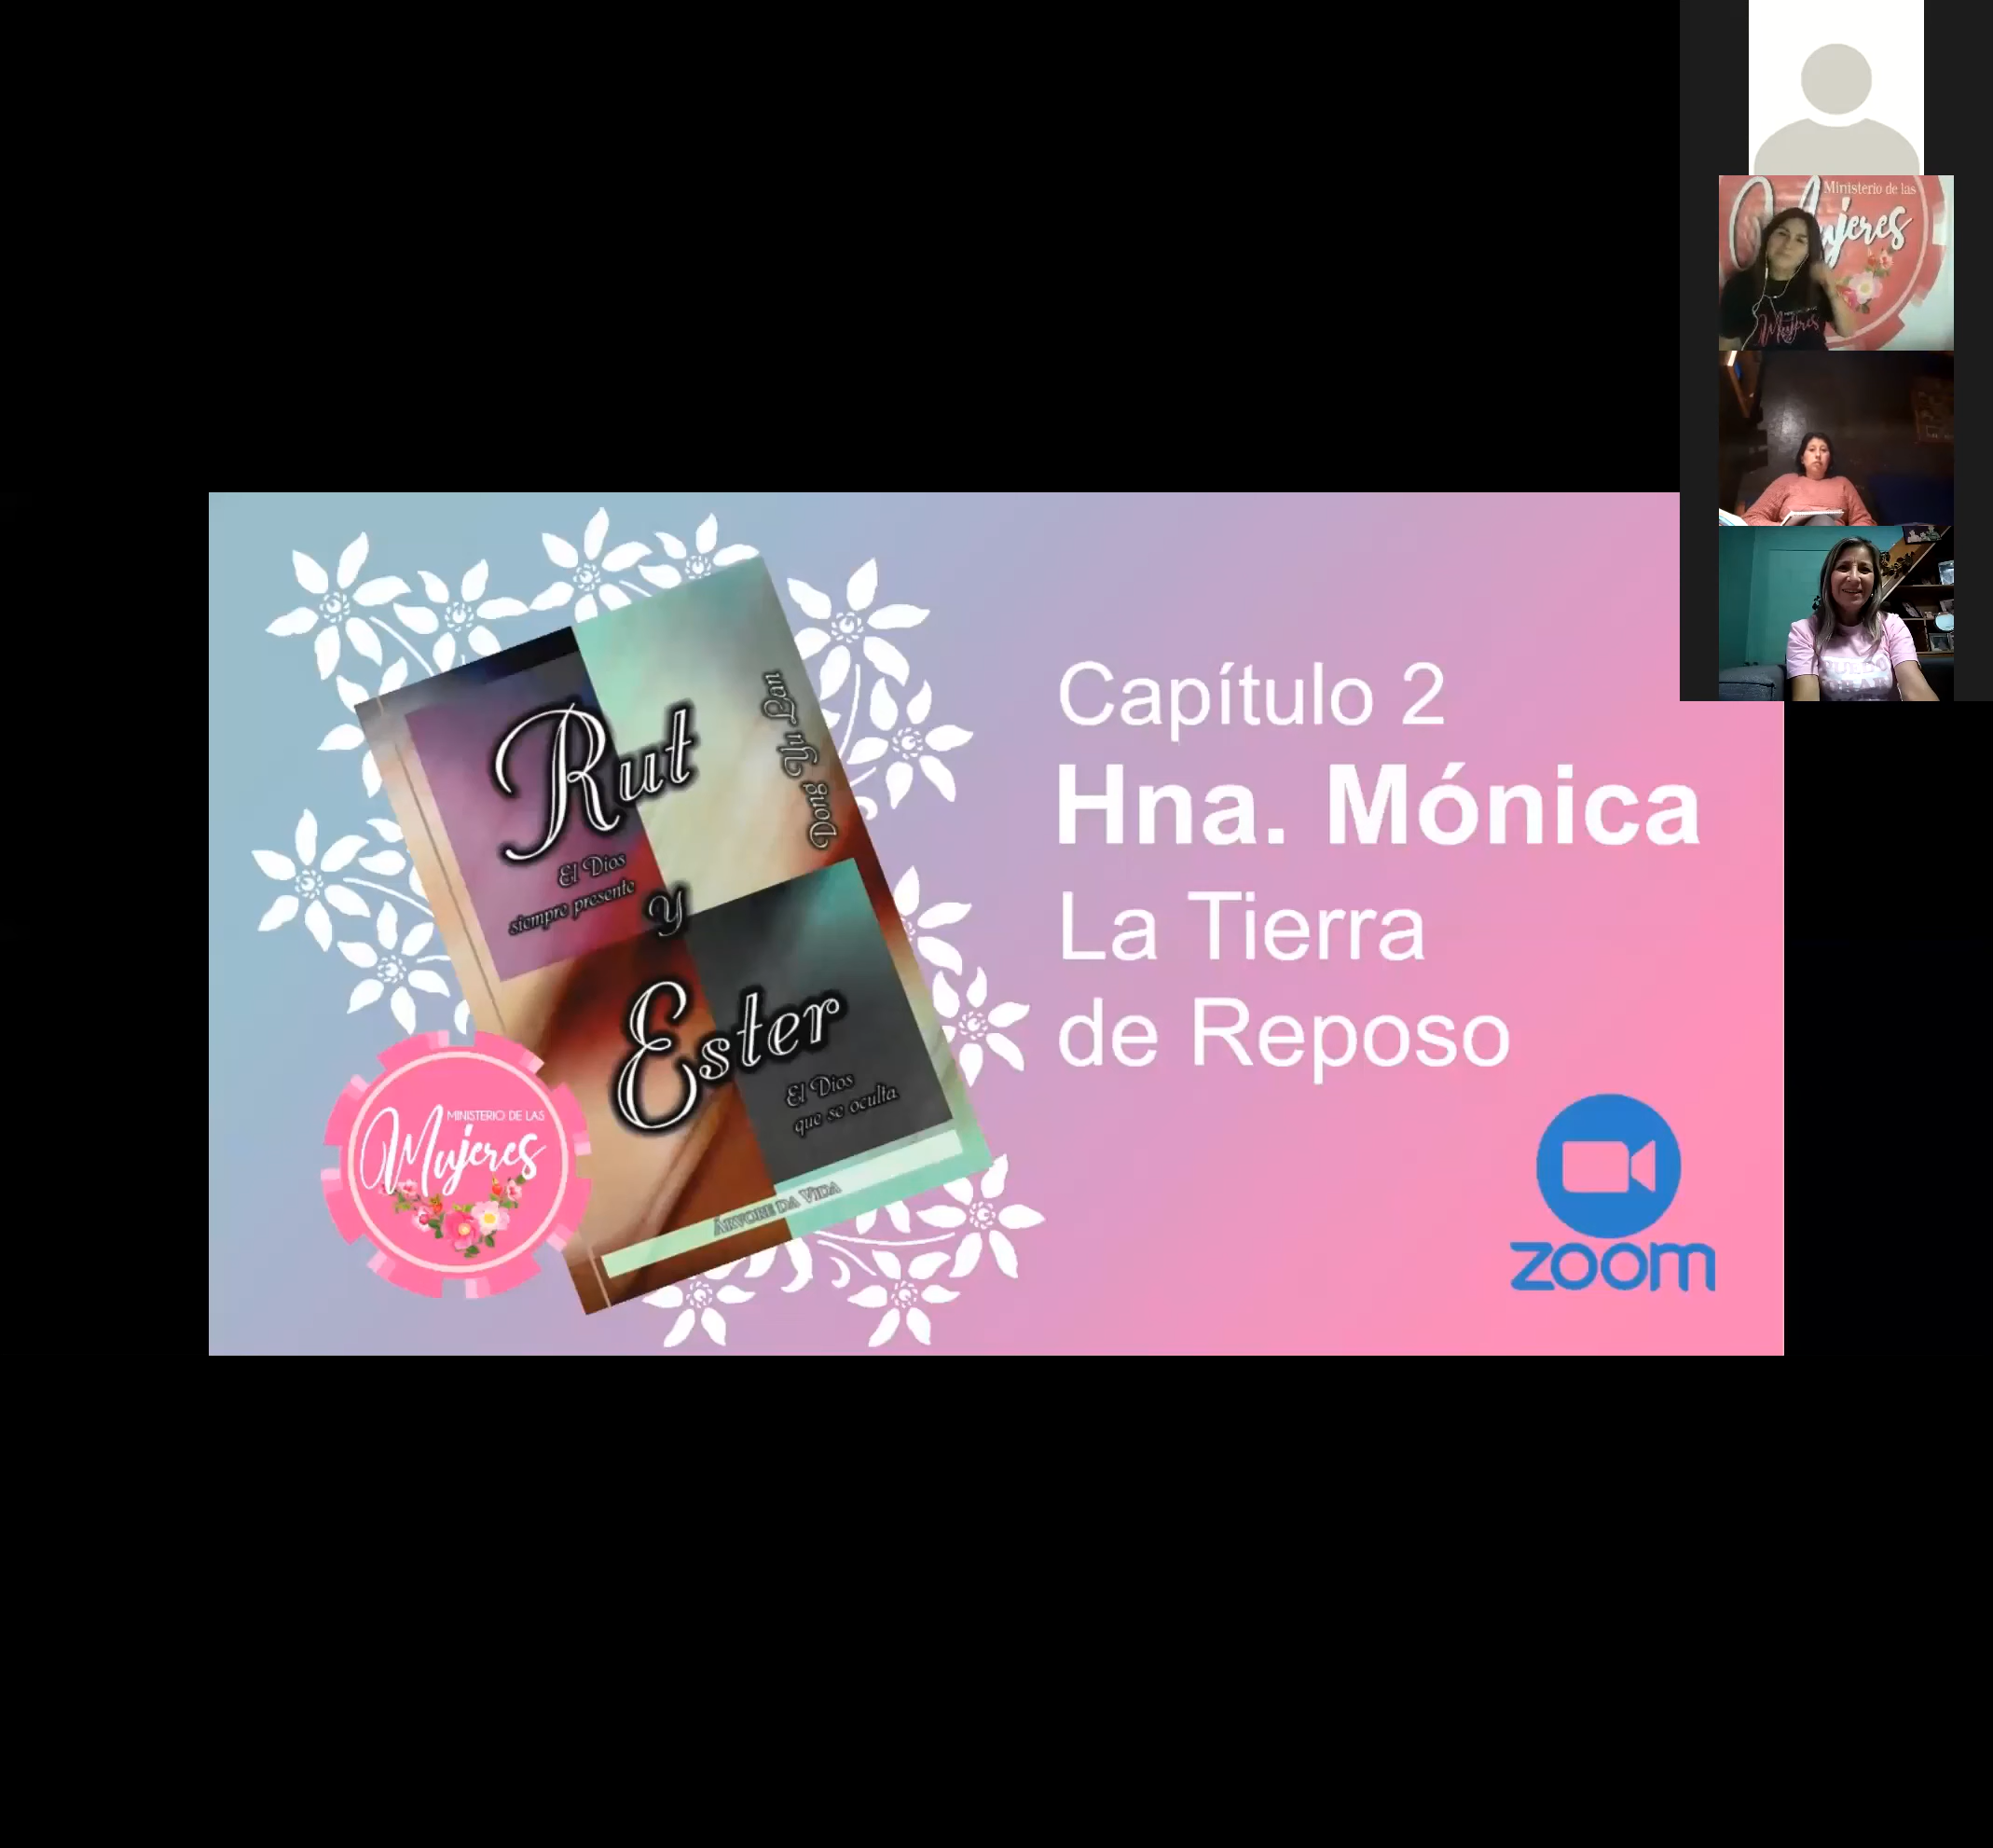 Ministerio de las
Mujeres
Mujeres
Capítulo 2
Hna. Mónica
La Tierra
de Reposo
Rut
El Dios
siempre presente
y
Ester
El Dios
que se oculta
Dong Yu Lan
ÁRVORE DA VIDA
MINISTERIO DE LAS
Mujeres
zoom